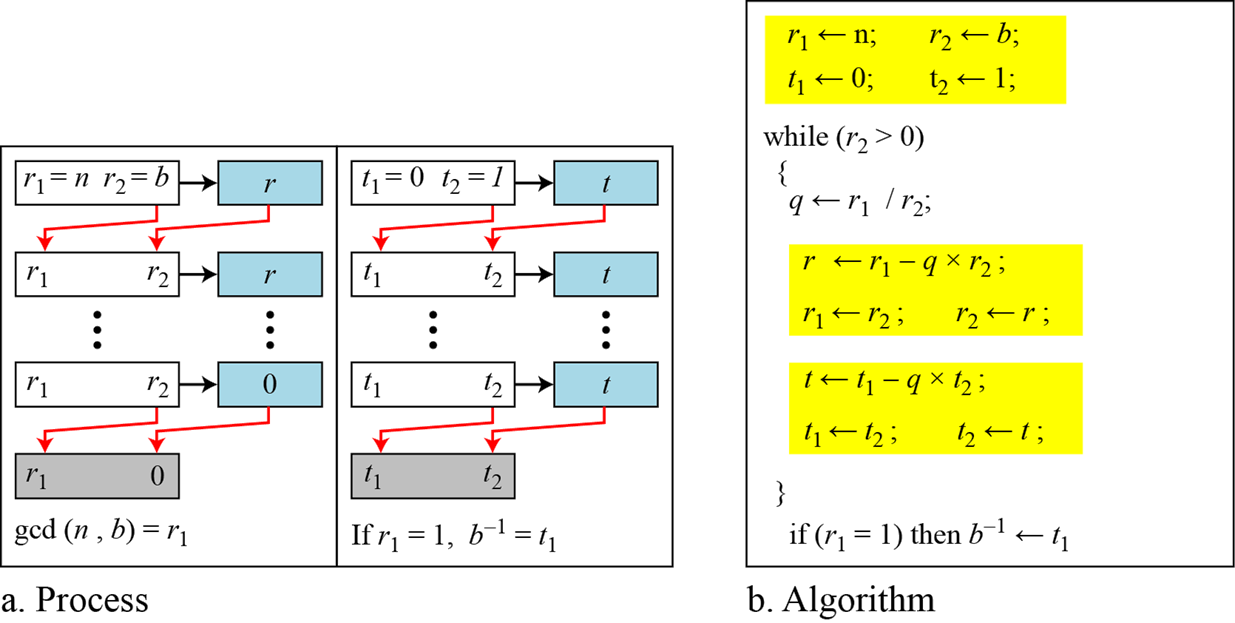 r₁ = n r₂ = b r
r₁ r₂ r
r₁ r₂ 0
r₁ 0
gcd (n , b) = r₁
t₁ = 0 t₂ = 1 t
t₁ t₂ t
t₁ t₂ t
t₁ t₂
If r₁ = 1, b⁻¹ = t₁
a. Process
r₁ ← n; r₂ ← b;
t₁ ← 0; t₂ ← 1;
while (r₂ > 0)
{
q ← r₁ / r₂;
r ← r₁ – q × r₂ ;
r₁ ← r₂ ; r₂ ← r ;
t ← t₁ – q × t₂ ;
t₁ ← t₂ ; t₂ ← t ;
}
if (r₁ = 1) then b⁻¹ ← t₁
b. Algorithm